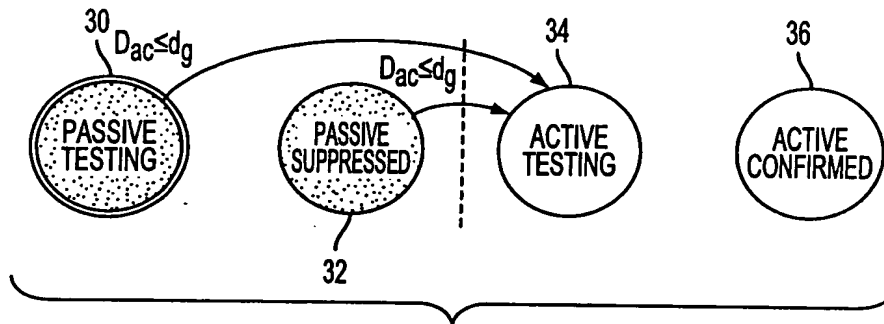 30
D_ac≤d_g
34
36
D_ac≤d_g
PASSIVE
TESTING
PASSIVE
SUPPRESSED
ACTIVE
TESTING
ACTIVE
CONFIRMED
32